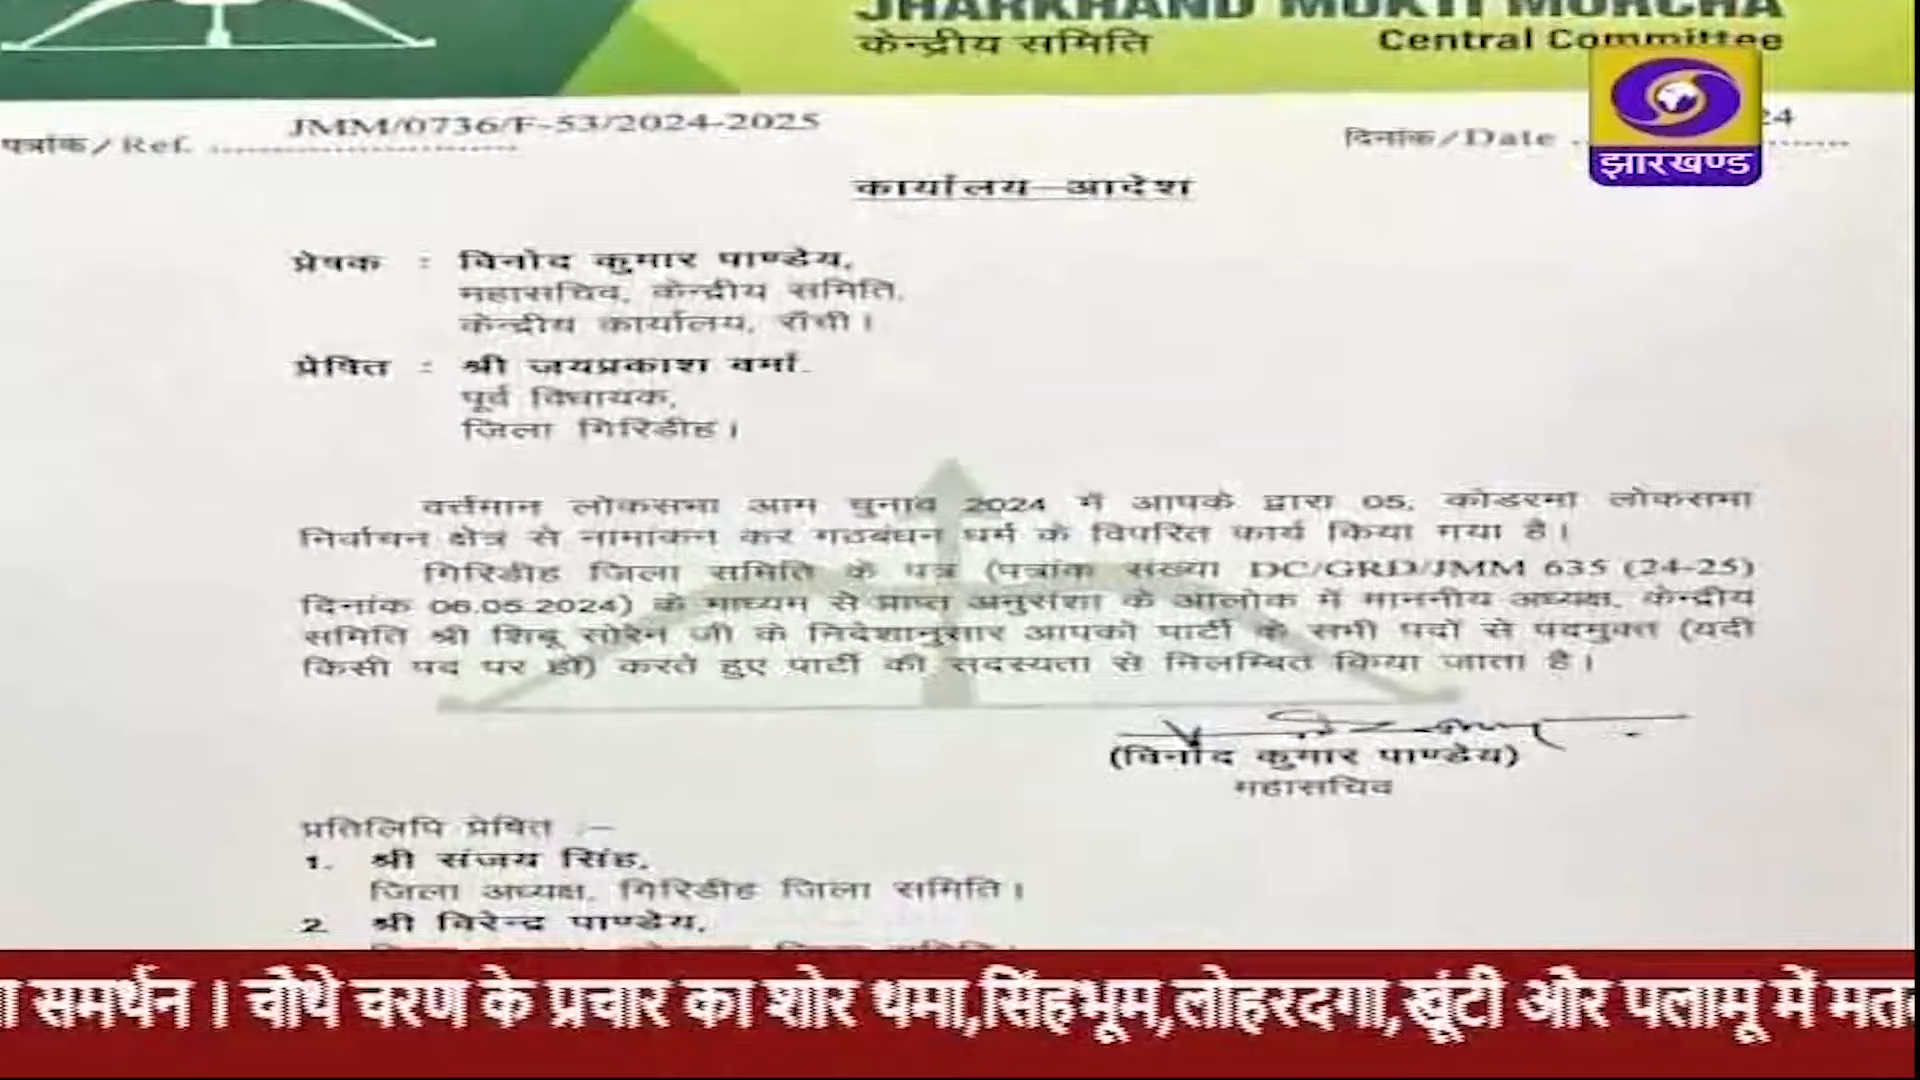 JHARKHAND MUKTI MORCHA
केन्द्रीय समिति Central Committee
झारखण्ड
पत्रांक/Ref. JMM/0736/F-53/2024-2025 दिनांक/Date 24
कार्यालय-आदेश
प्रेषक : विनोद कुमार पाण्डेय,
महासचिव, केन्द्रीय समिति,
केन्द्रीय कार्यालय, राँची।
प्रेषित : श्री जयप्रकाश वर्मा,
पूर्व विधायक,
जिला गिरिडीह।
वर्त्तमान लोकसभा आम चुनाव 2024 में आपके द्वारा 05, कोडरमा लोकसभा
निर्वाचन क्षेत्र से नामांकन कर गठबंधन धर्म के विपरित कार्य किया गया है।
गिरिडीह जिला समिति के पत्र (पत्रांक संख्या DC/GRD/JMM 635 (24-25)
दिनांक 06.05.2024) के माध्यम से प्राप्त अनुसंशा के आलोक में माननीय अध्यक्ष, केन्द्रीय
समिति श्री शिबू सोरेन जी के निदेशानुसार आपको पार्टी के सभी पदों से पदमुक्त (यदी
किसी पद पर हों) करते हुए पार्टी की सदस्यता से निलम्बित किया जाता है।
(विनोद कुमार पाण्डेय)
महासचिव
प्रतिलिपि प्रेषित :-
1. श्री संजय सिंह,
जिला अध्यक्ष, गिरिडीह जिला समिति।
2. श्री विरेन्द्र पाण्डेय,
समर्थन। चौथे चरण के प्रचार का शोर थमा,सिंहभूम,लोहरदगा,खूंटी और पलामू में